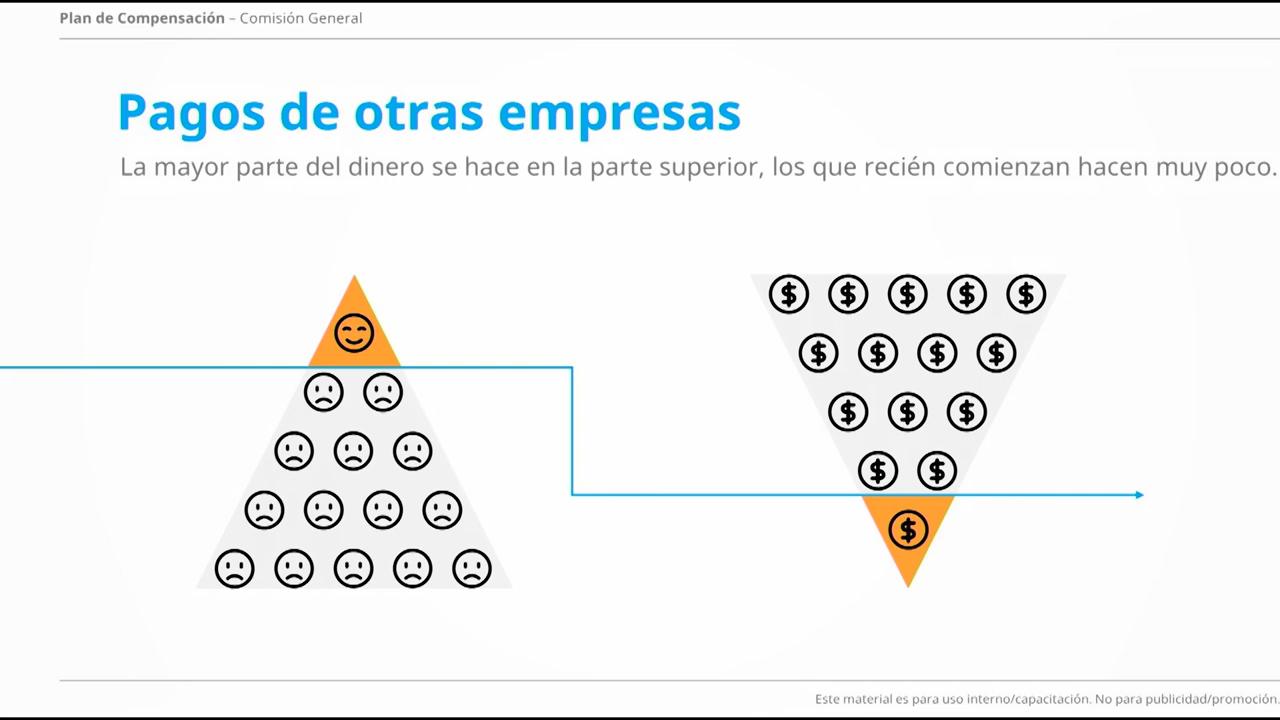 Plan de Compensación – Comisión General
Pagos de otras empresas
La mayor parte del dinero se hace en la parte superior, los que recién comienzan hacen muy poco.
$ $ $ $ $
$ $ $ $
$ $ $
$ $
$
Este material es para uso interno/capacitación. No para publicidad/promoción.